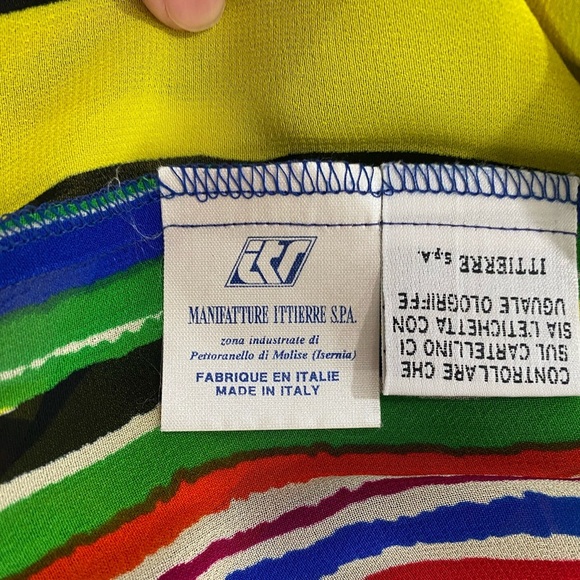 itr
MANIFATTURE ITTIERRE S.P.A.
zona industriale di
Pettoranello di Molise (Isernia)
FABRIQUE EN ITALIE
MADE IN ITALY
CONTROLLARE CHE
SUL CARTELLINO CI
SIA L'ETICHETTA CON
UGUALE OLOGRIFFE
ITTIERRE S.p.A.